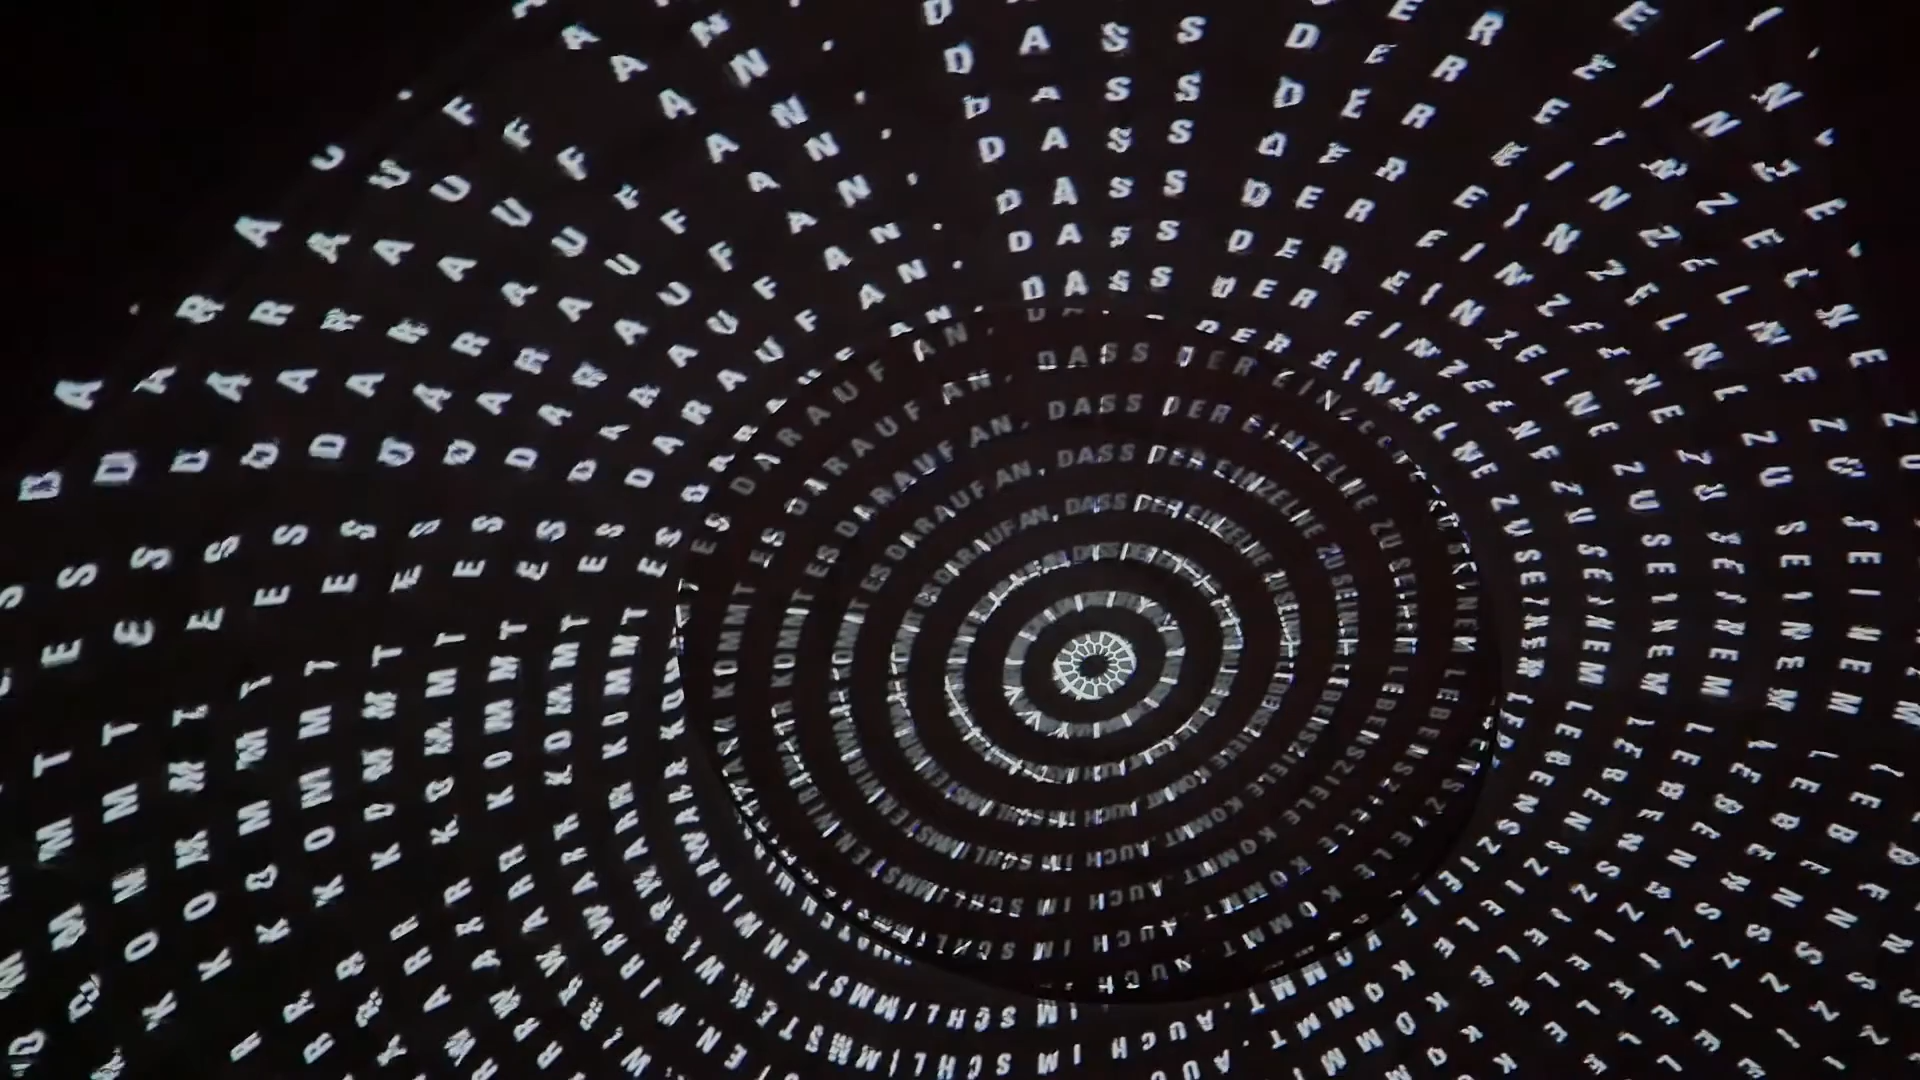 KOMMT ES DARAUF AN, DASS DER EINZELNE ZU SEINEM LEBENSZIELE KOMMT. AUCH IM SCHLIMMSTEN WIRRWARR